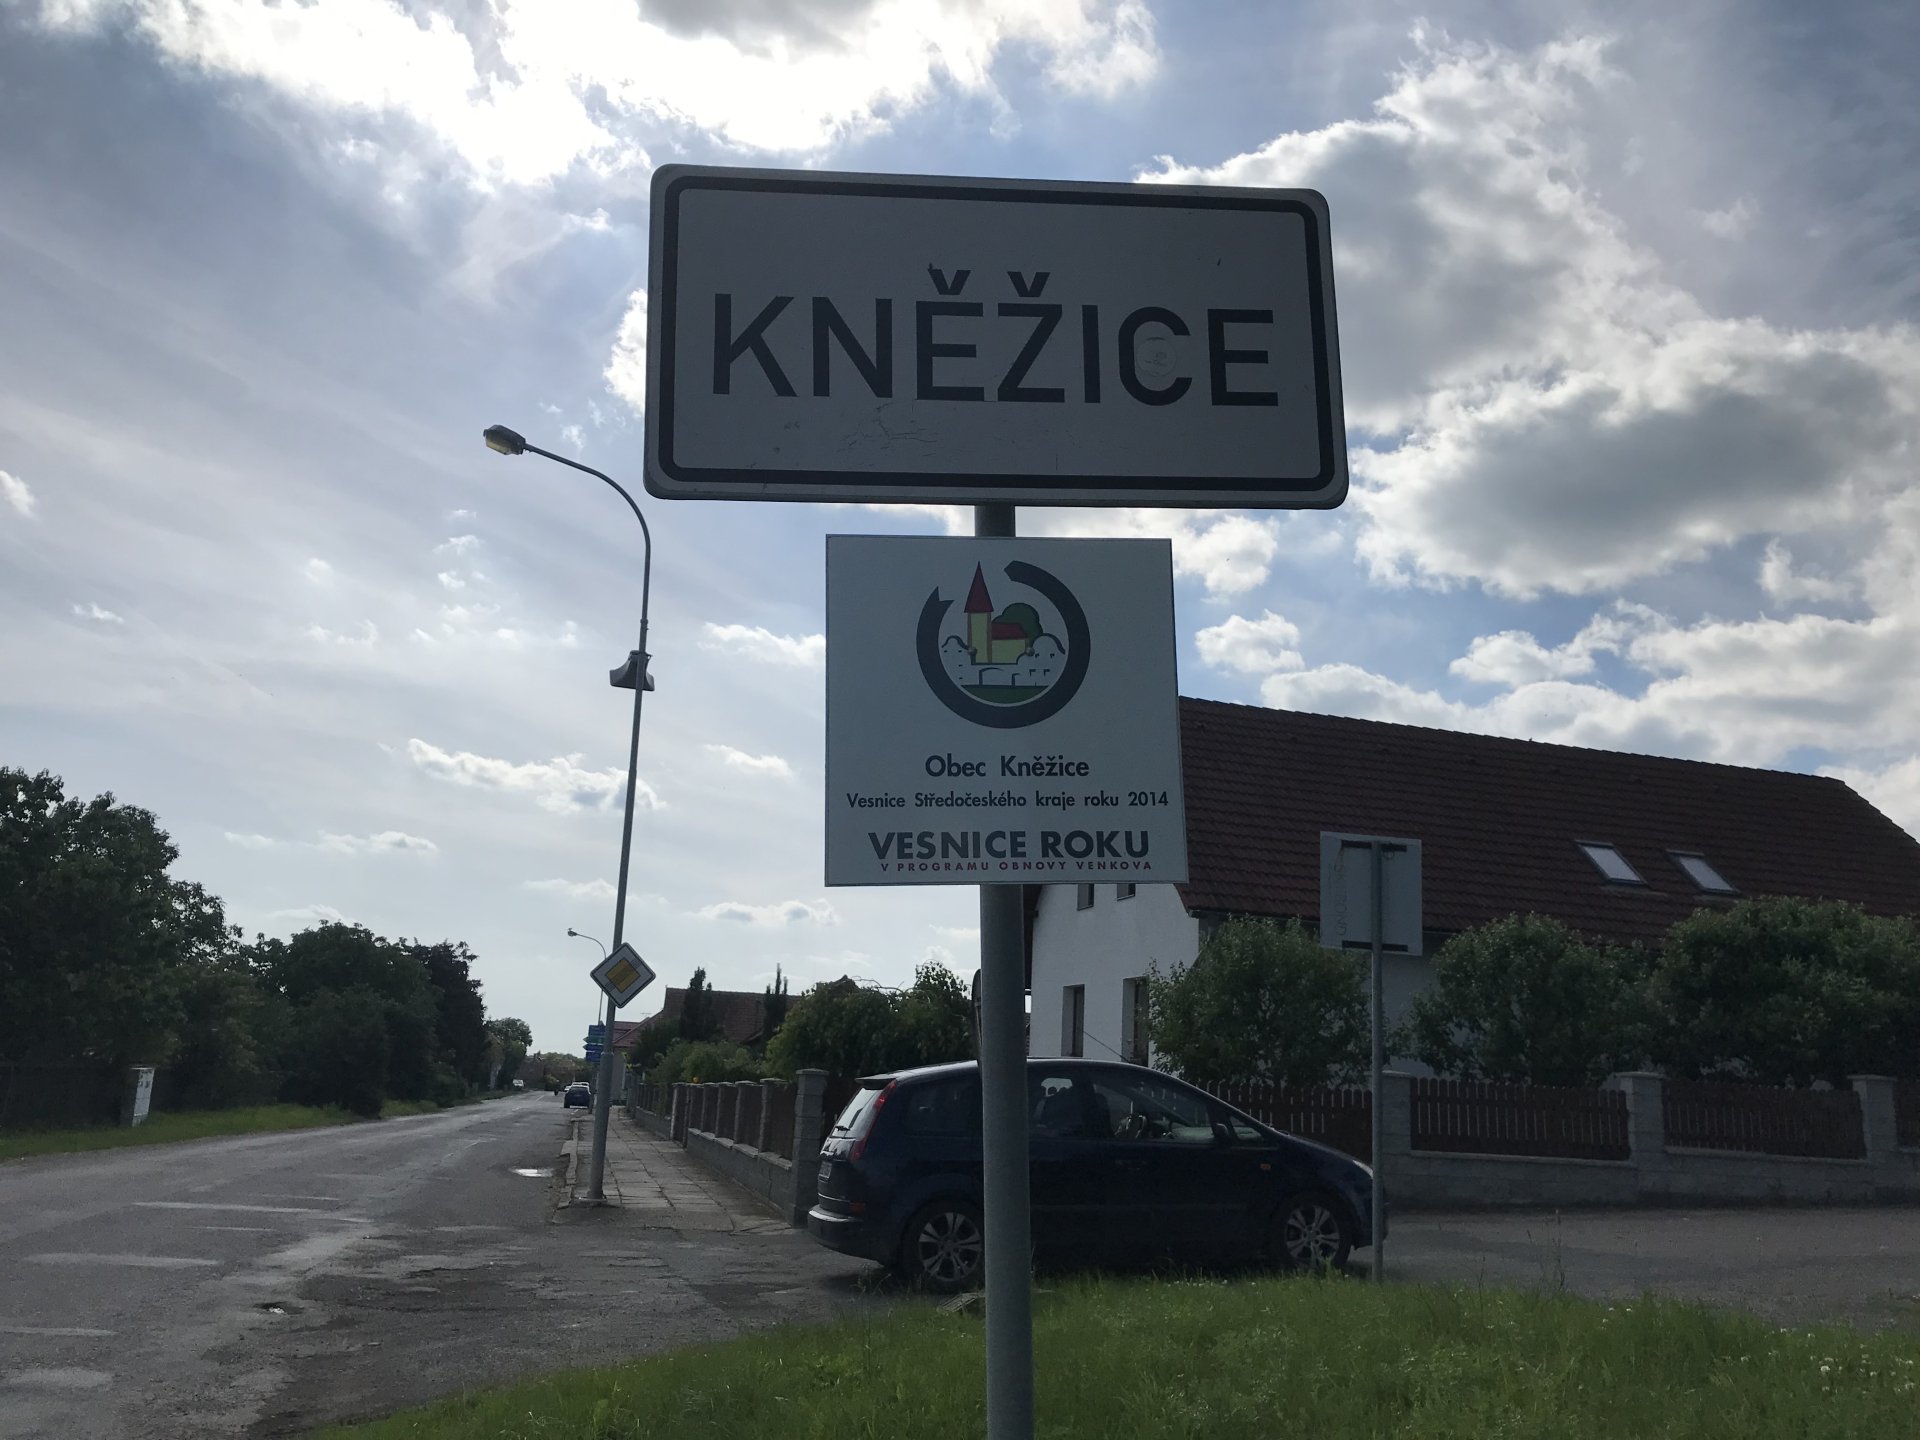 KNĚŽICE
Obec Kněžice
Vesnice Středočeského kraje roku 2014
VESNICE ROKU
V PROGRAMU OBNOVY VENKOVA